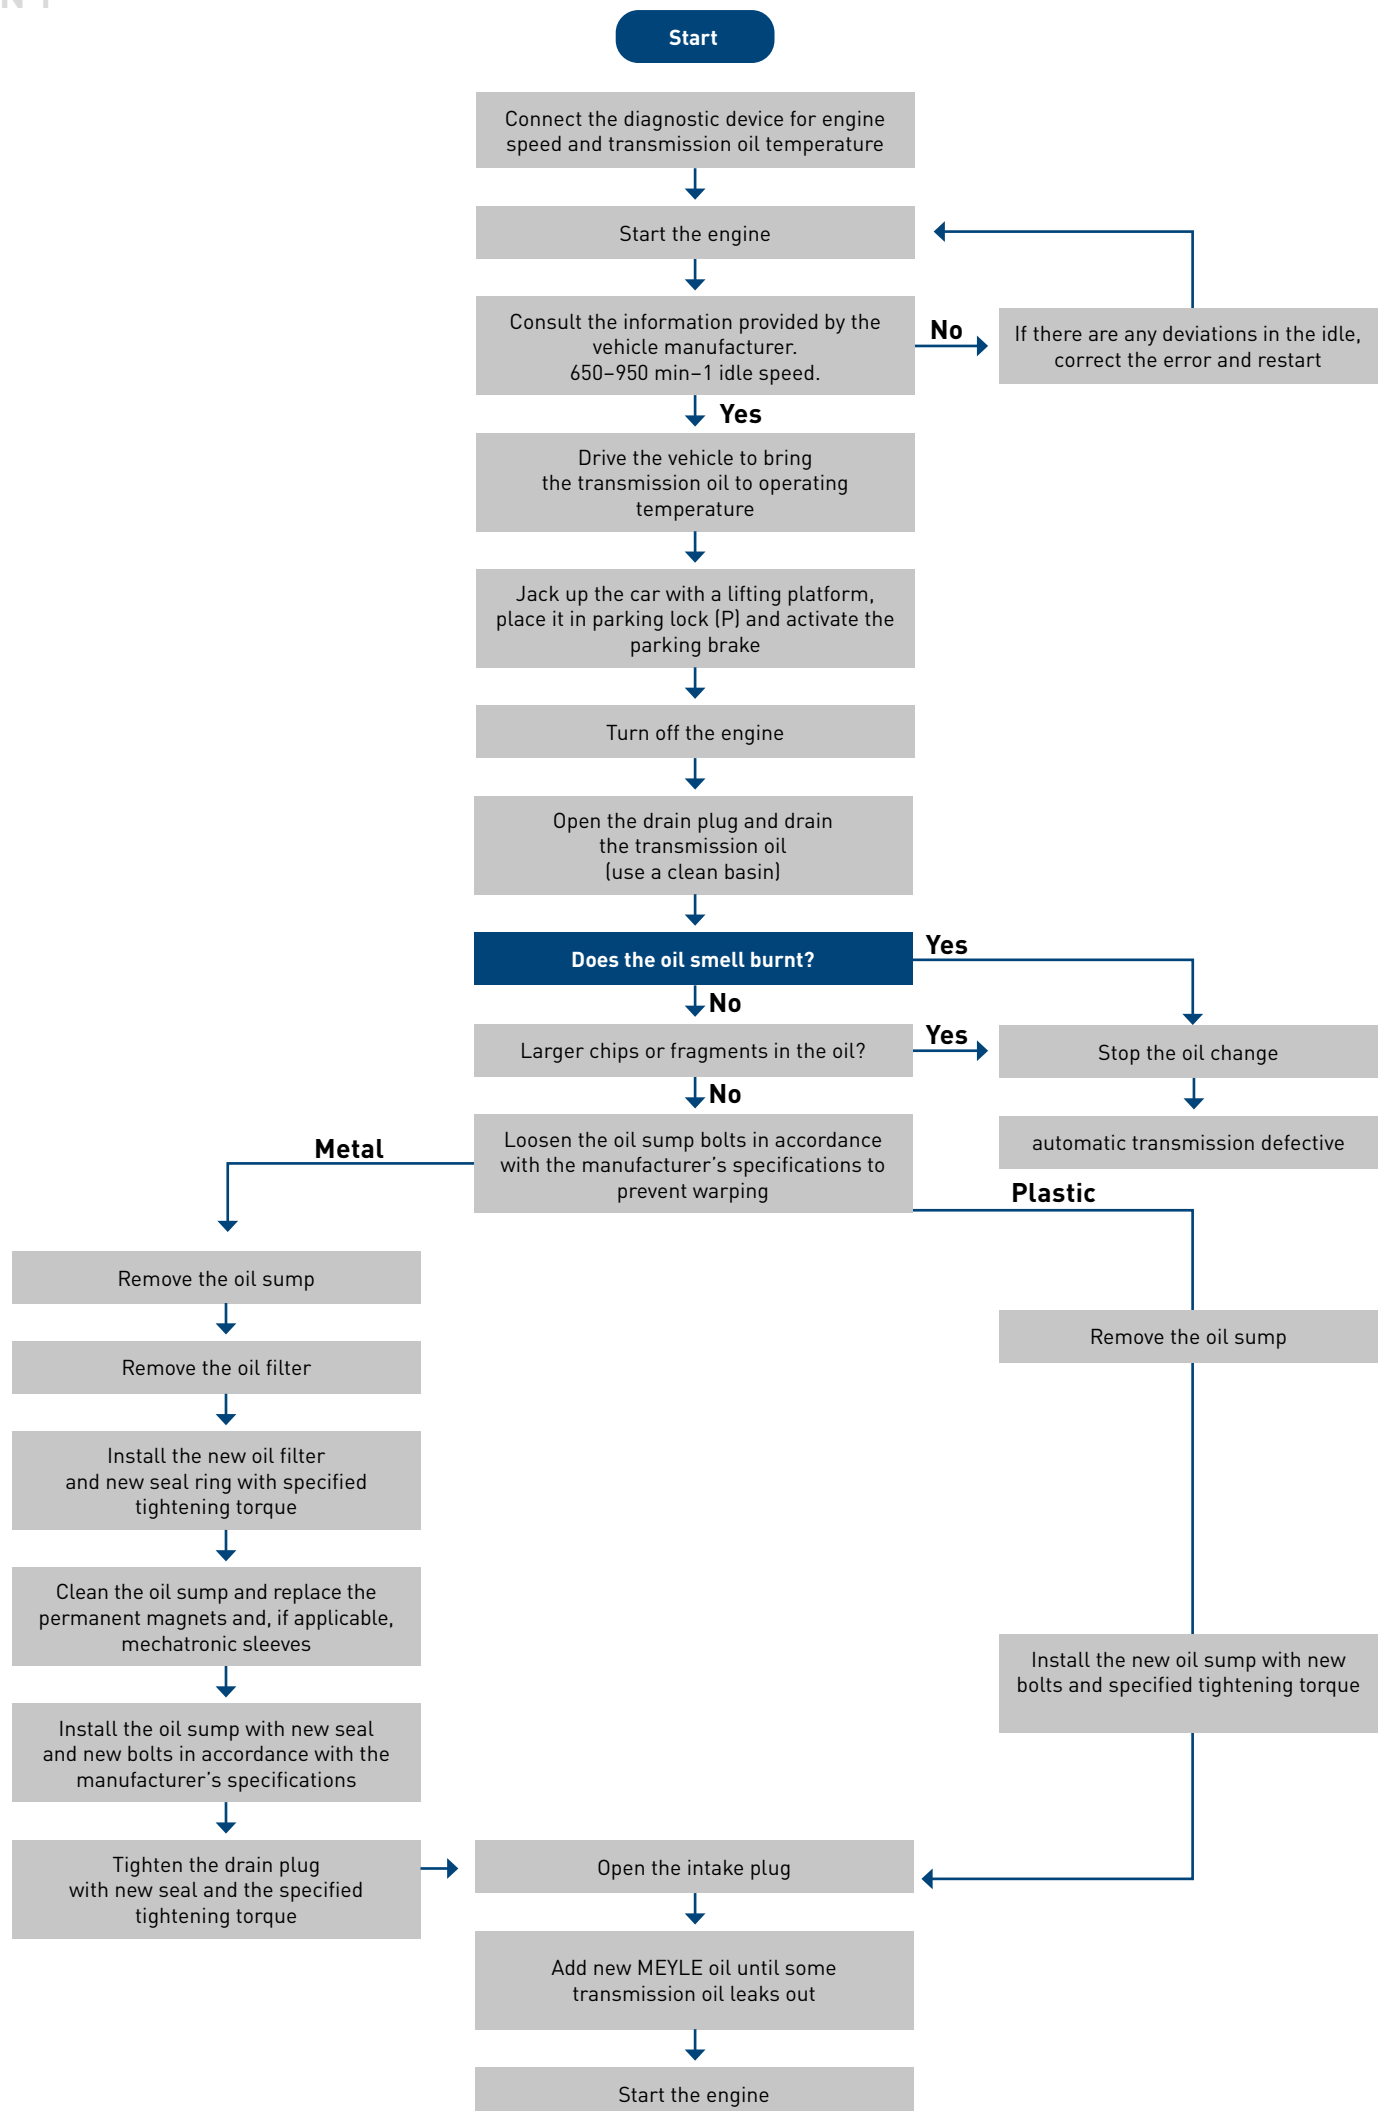 Start
Connect the diagnostic device for engine
speed and transmission oil temperature
Start the engine
Consult the information provided by the
vehicle manufacturer.
650–950 min–1 idle speed.
No
If there are any deviations in the idle,
correct the error and restart
Yes
Drive the vehicle to bring
the transmission oil to operating
temperature
Jack up the car with a lifting platform,
place it in parking lock (P) and activate the
parking brake
Turn off the engine
Open the drain plug and drain
the transmission oil
(use a clean basin)
Does the oil smell burnt?
Yes
No
Larger chips or fragments in the oil?
Yes
Stop the oil change
No
automatic transmission defective
Loosen the oil sump bolts in accordance
with the manufacturer’s specifications to
prevent warping
Metal
Plastic
Remove the oil sump
Remove the oil filter
Install the new oil filter
and new seal ring with specified
tightening torque
Clean the oil sump and replace the
permanent magnets and, if applicable,
mechatronic sleeves
Install the oil sump with new seal
and new bolts in accordance with the
manufacturer’s specifications
Tighten the drain plug
with new seal and the specified
tightening torque
Remove the oil sump
Install the new oil sump with new
bolts and specified tightening torque
Open the intake plug
Add new MEYLE oil until some
transmission oil leaks out
Start the engine